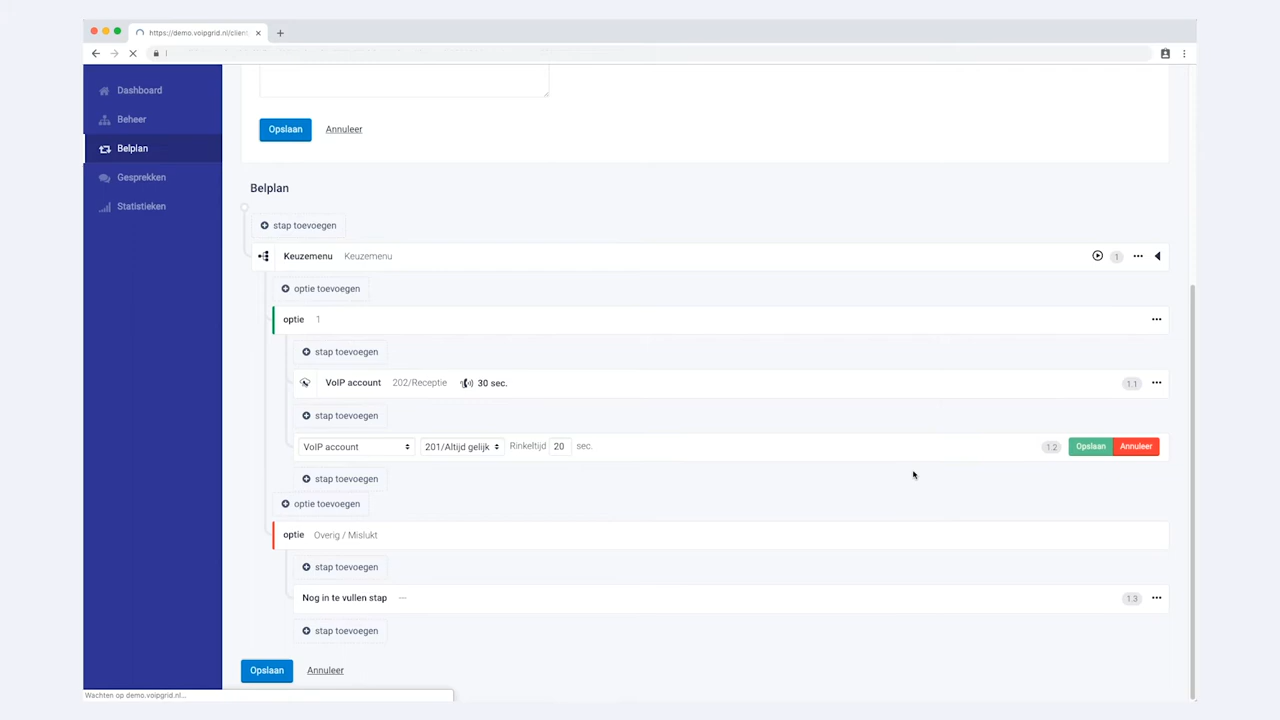 https://demo.voipgrid.nl/client
Dashboard
Beheer
Belplan
Gesprekken
Statistieken
Opslaan Annuleer
Belplan
stap toevoegen
Keuzemenu Keuzemenu 1
optie toevoegen
optie 1
stap toevoegen
VoIP account 202/Receptie 30 sec. 1.1
stap toevoegen
VoIP account 201/Altijd gelijk Rinkeltijd 20 sec. 1.2 Opslaan Annuleer
stap toevoegen
optie toevoegen
optie Overig / Mislukt
stap toevoegen
Nog in te vullen stap — 1.3
stap toevoegen
Opslaan Annuleer
Wachten op demo.voipgrid.nl...